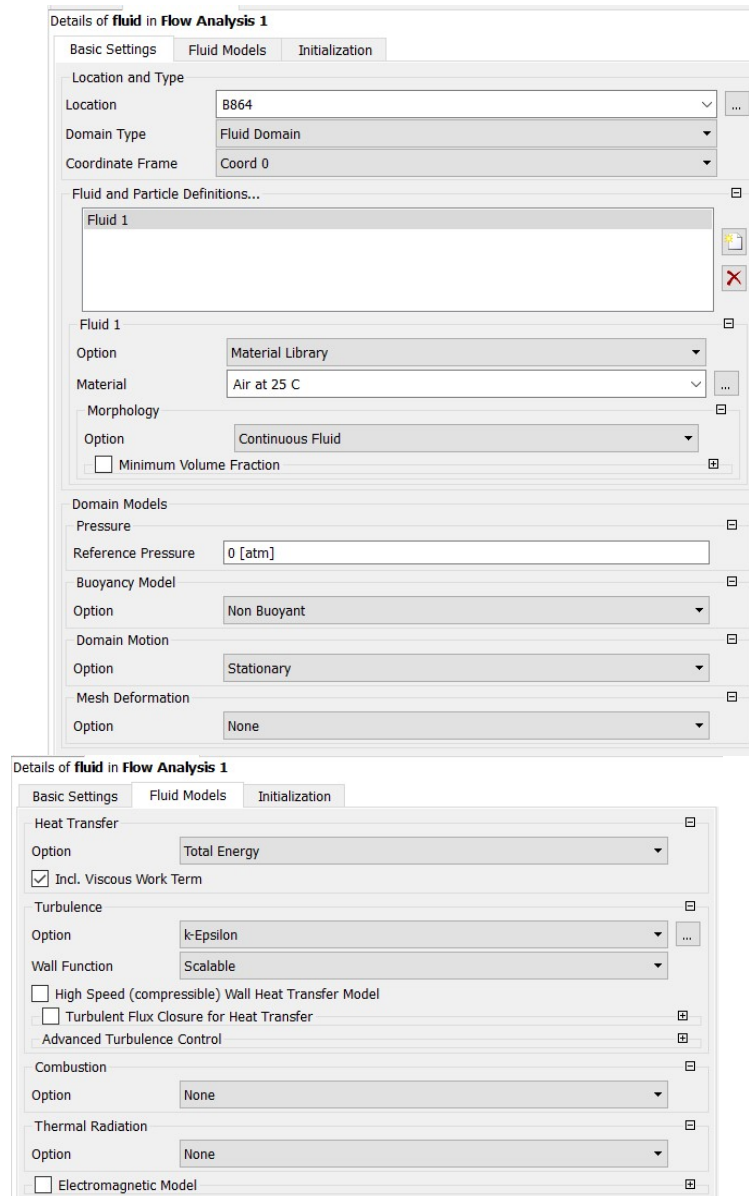 Details of fluid in Flow Analysis 1
Basic Settings Fluid Models Initialization
Location and Type
Location B864 ...
Domain Type Fluid Domain
Coordinate Frame Coord 0
Fluid and Particle Definitions...
Fluid 1
Fluid 1
Option Material Library
Material Air at 25 C ...
Morphology
Option Continuous Fluid
Minimum Volume Fraction
Domain Models
Pressure
Reference Pressure 0 [atm]
Buoyancy Model
Option Non Buoyant
Domain Motion
Option Stationary
Mesh Deformation
Option None
Details of fluid in Flow Analysis 1
Basic Settings Fluid Models Initialization
Heat Transfer
Option Total Energy
Incl. Viscous Work Term
Turbulence
Option k-Epsilon ...
Wall Function Scalable
High Speed (compressible) Wall Heat Transfer Model
Turbulent Flux Closure for Heat Transfer
Advanced Turbulence Control
Combustion
Option None
Thermal Radiation
Option None
Electromagnetic Model